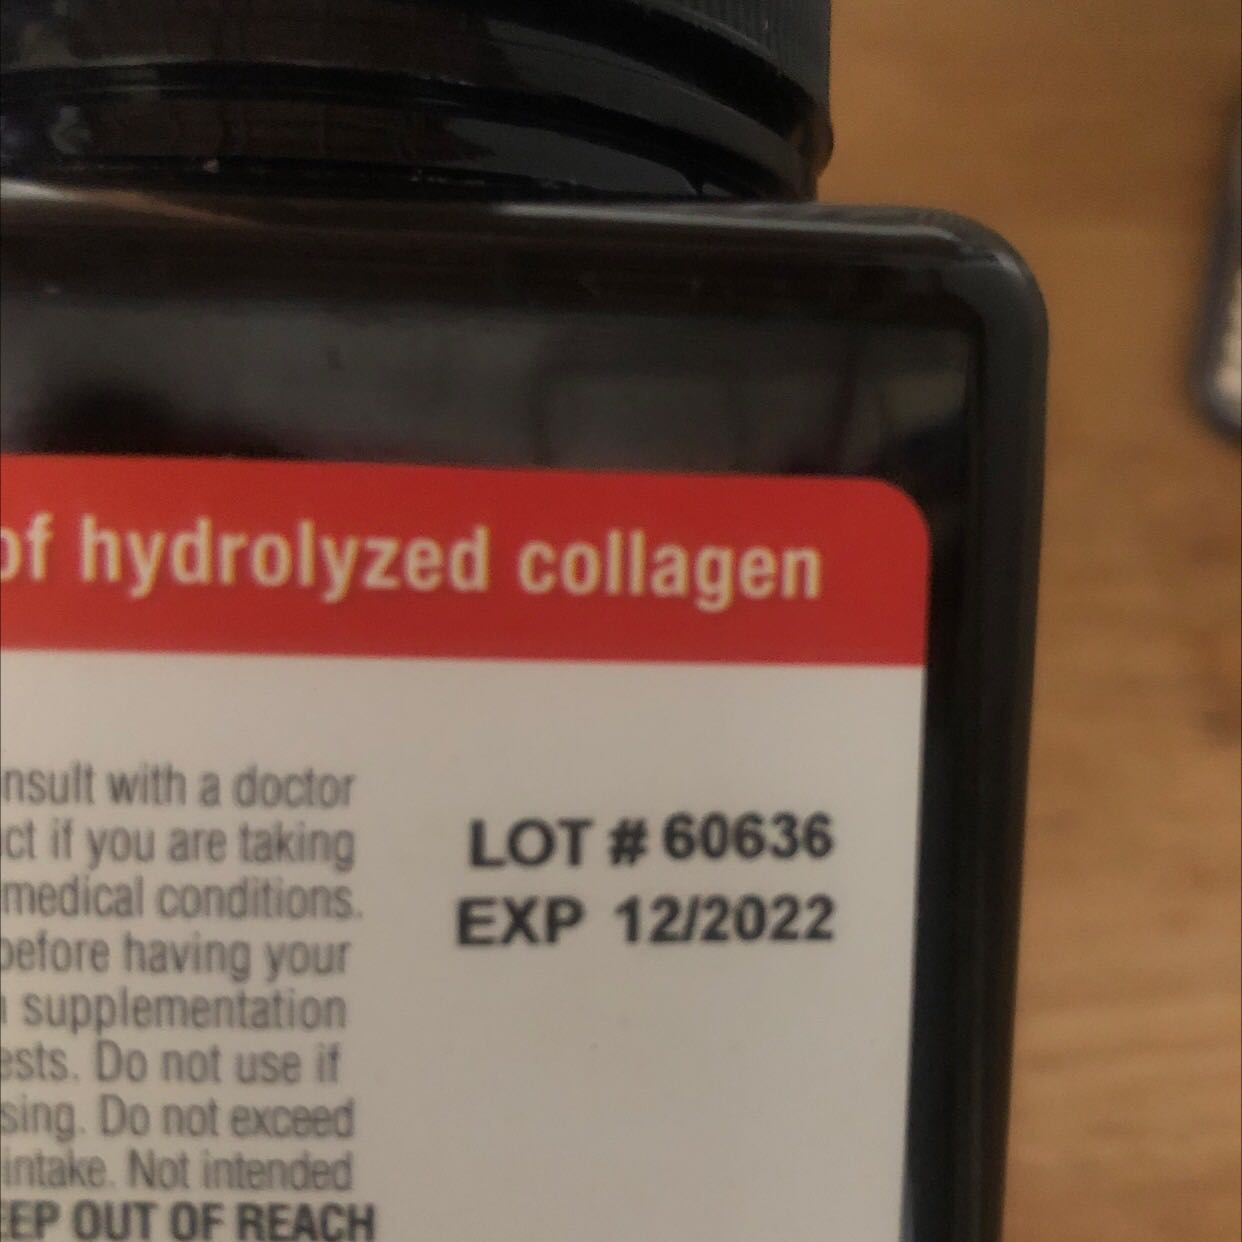 of hydrolyzed collagen
nsult with a doctor
ct if you are taking
medical conditions.
before having your
supplementation
ests. Do not use if
sing. Do not exceed
intake. Not intended
EEP OUT OF REACH
LOT # 60636
EXP 12/2022